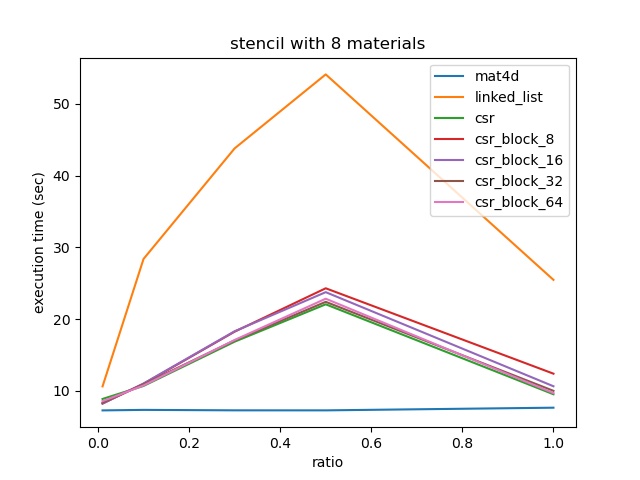 stencil with 8 materials
mat4d
linked_list
csr
csr_block_8
csr_block_16
csr_block_32
csr_block_64
execution time (sec)
50
40
30
20
10
0.0 0.2 0.4 0.6 0.8 1.0
ratio